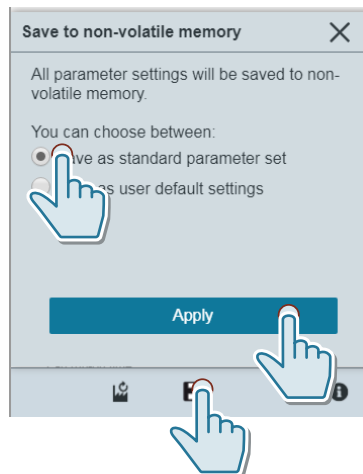 Save to non-volatile memory
All parameter settings will be saved to non-
volatile memory.
You can choose between:
as standard parameter set
as user default settings
Apply